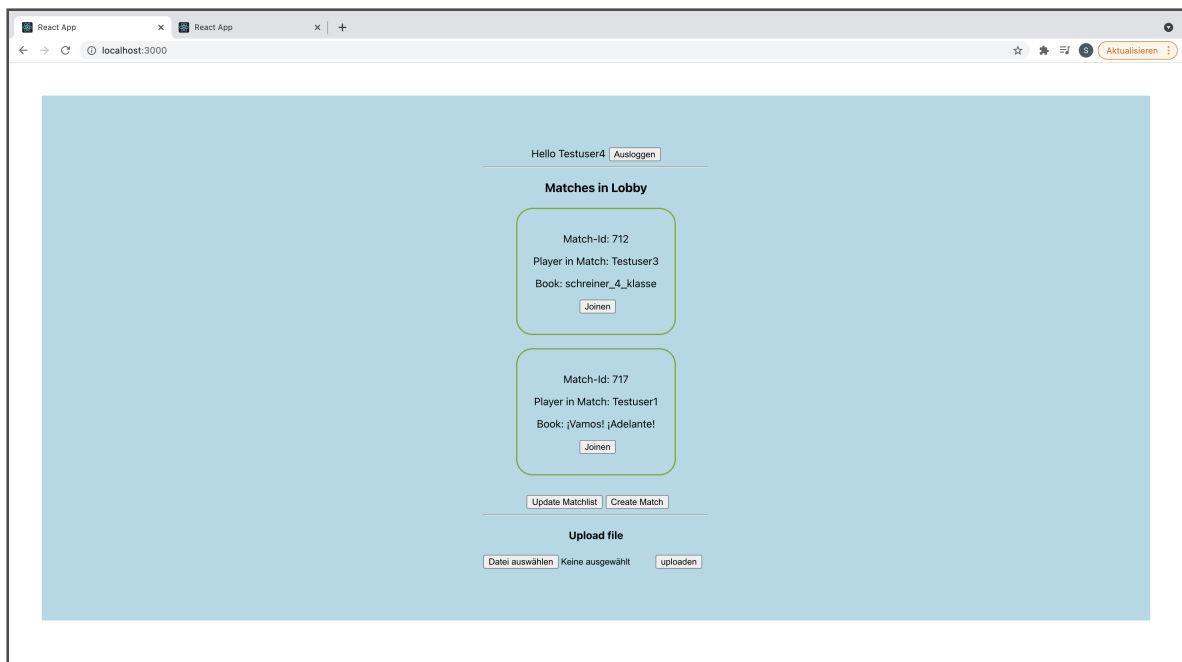 React App
React App
localhost:3000
S
Aktualisieren
Hello Testuser4 Ausloggen
Matches in Lobby
Match-Id: 712
Player in Match: Testuser3
Book: schreiner_4_klasse
Joinen
Match-Id: 717
Player in Match: Testuser1
Book: ¡Vamos! ¡Adelante!
Joinen
Update Matchlist Create Match
Upload file
Datei auswählen Keine ausgewählt uploaden